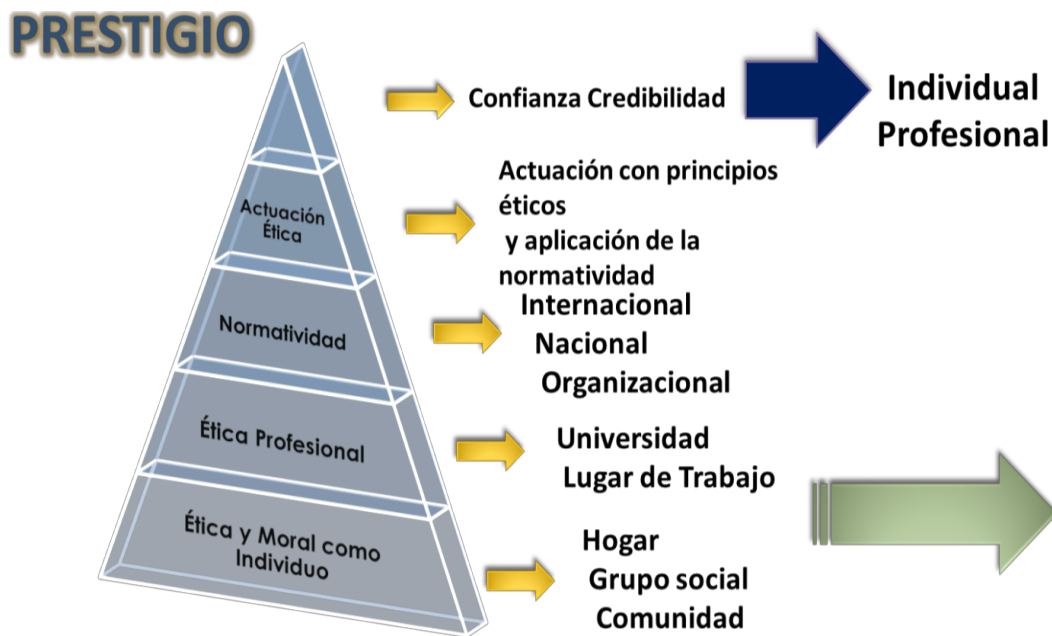 PRESTIGIO
Confianza Credibilidad
Individual
Profesional
Actuación
Ética
Actuación con principios
éticos
y aplicación de la
normatividad
Normatividad
Internacional
Nacional
Organizacional
Ética Profesional
Universidad
Lugar de Trabajo
Ética y Moral como
Individuo
Hogar
Grupo social
Comunidad